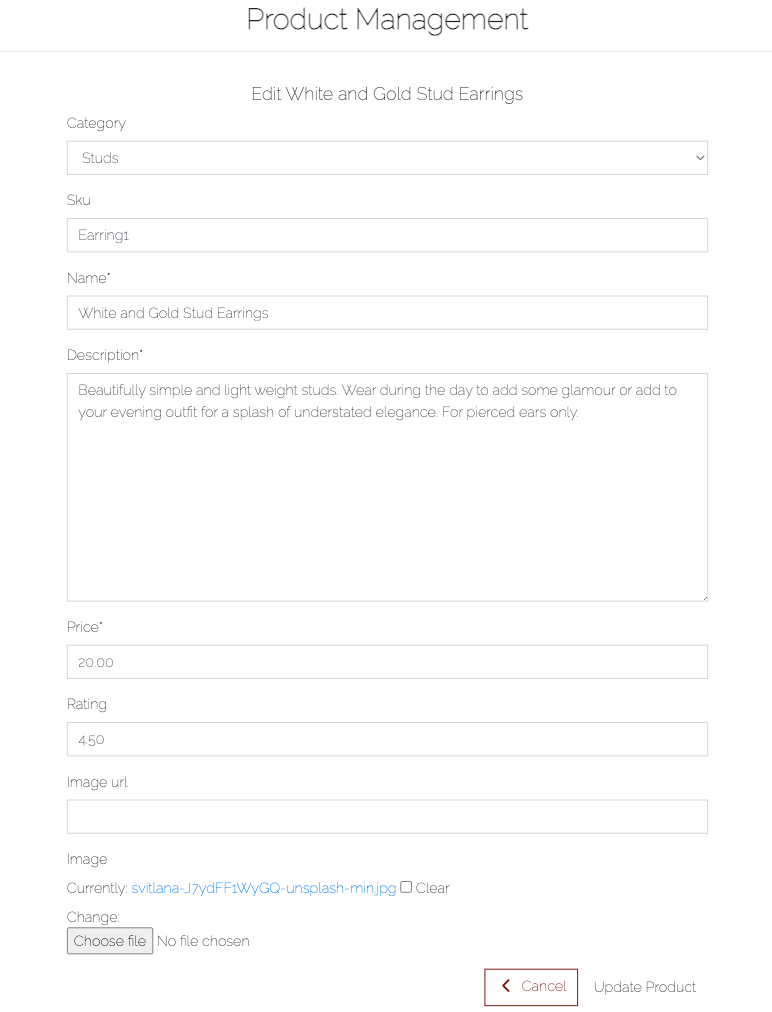 Product Management
Edit White and Gold Stud Earrings
Category
Studs
Sku
Earring1
Name*
White and Gold Stud Earrings
Description*
Beautifully simple and light weight studs. Wear during the day to add some glamour or add to
your evening outfit for a splash of understated elegance. For pierced ears only.
Price*
20.00
Rating
4.50
Image url
Image
Currently: svitlana-J7ydFF1WyGQ-unsplash-min.jpg Clear
Change:
Choose file No file chosen
Cancel Update Product